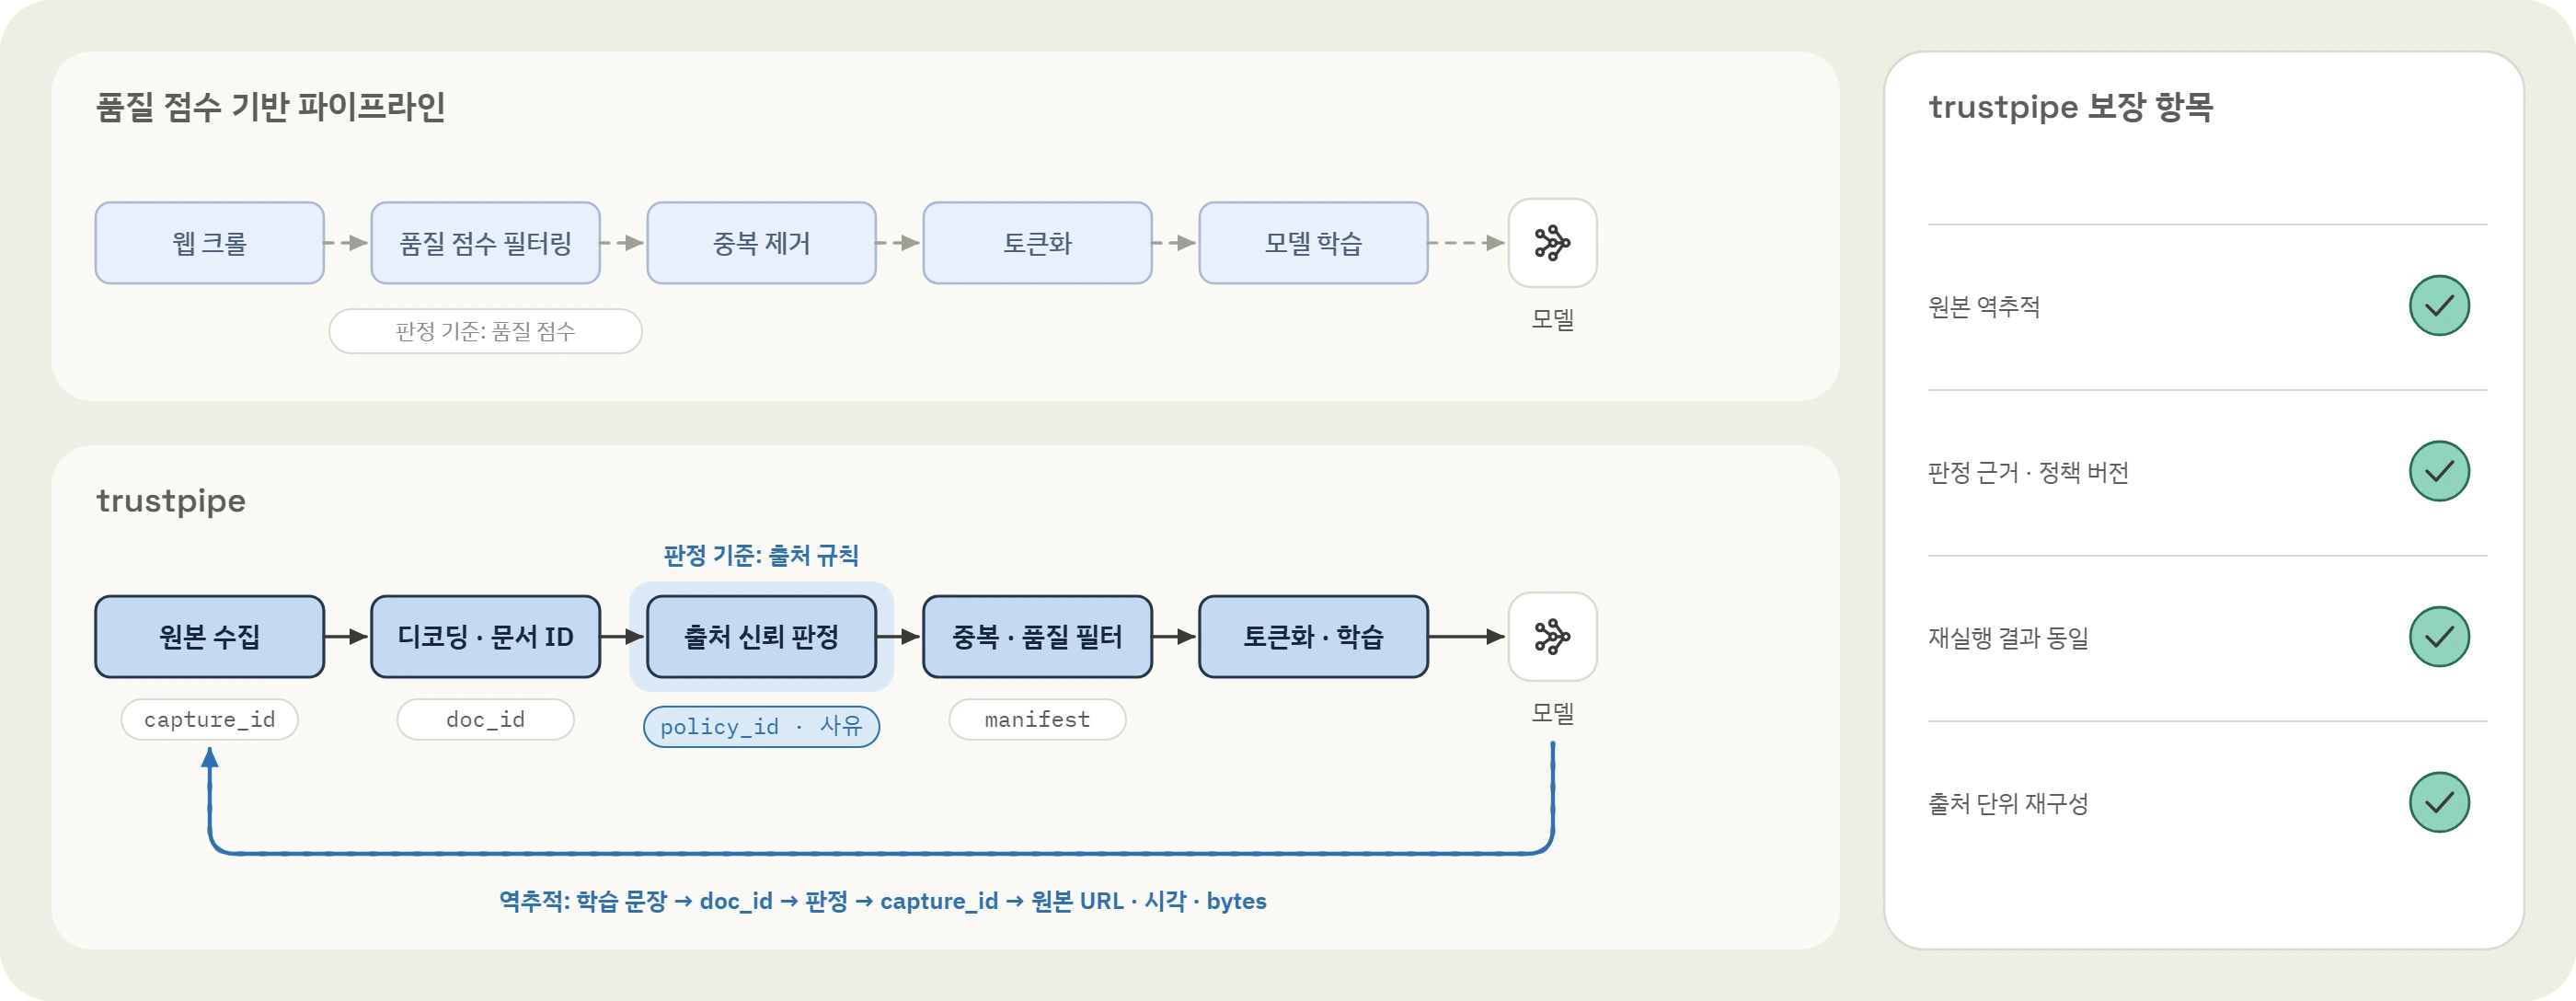 품질 점수 기반 파이프라인
웹 크롤
품질 점수 필터링
중복 제거
토큰화
모델 학습
모델
판정 기준: 품질 점수
trustpipe
판정 기준: 출처 규칙
원본 수집
디코딩 · 문서 ID
출처 신뢰 판정
중복 · 품질 필터
토큰화 · 학습
모델
capture_id
doc_id
policy_id · 사유
manifest
역추적: 학습 문장 → doc_id → 판정 → capture_id → 원본 URL · 시각 · bytes
trustpipe 보장 항목
원본 역추적
판정 근거 · 정책 버전
재실행 결과 동일
출처 단위 재구성